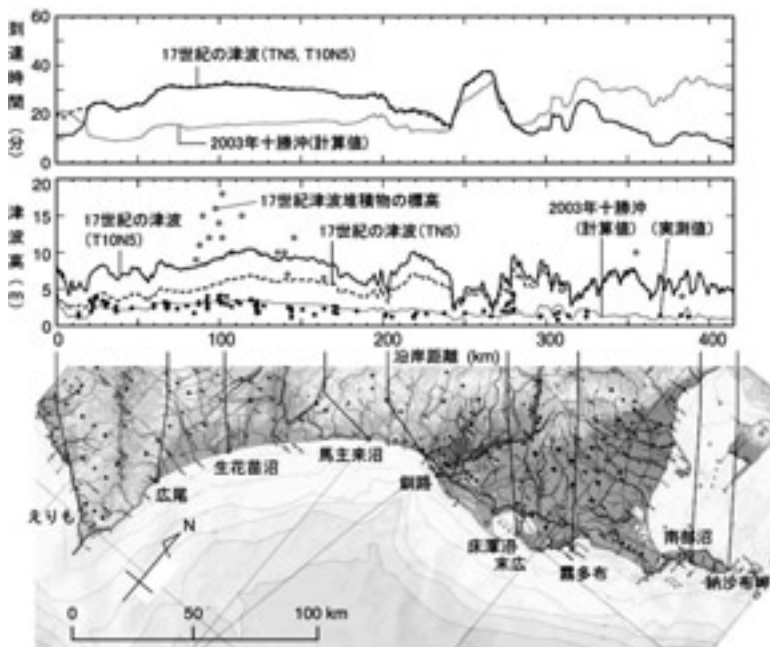 到達時間(分)
60
40
20
0
17世紀の津波(TN5, T10N5)
2003年十勝沖(計算値)
津波高(m)
20
15
10
5
0
17世紀の津波
(T10N5)
17世紀津波堆積物の標高
17世紀の津波(TN5)
2003年十勝沖
(計算値)
(実測値)
0
100
200
300
400
沿岸距離 (km)
えりも
広尾
生花苗沼
馬主来沼
釧路
床潭沼
末広
霧多布
南部沼
納沙布岬
N
0
50
100 km